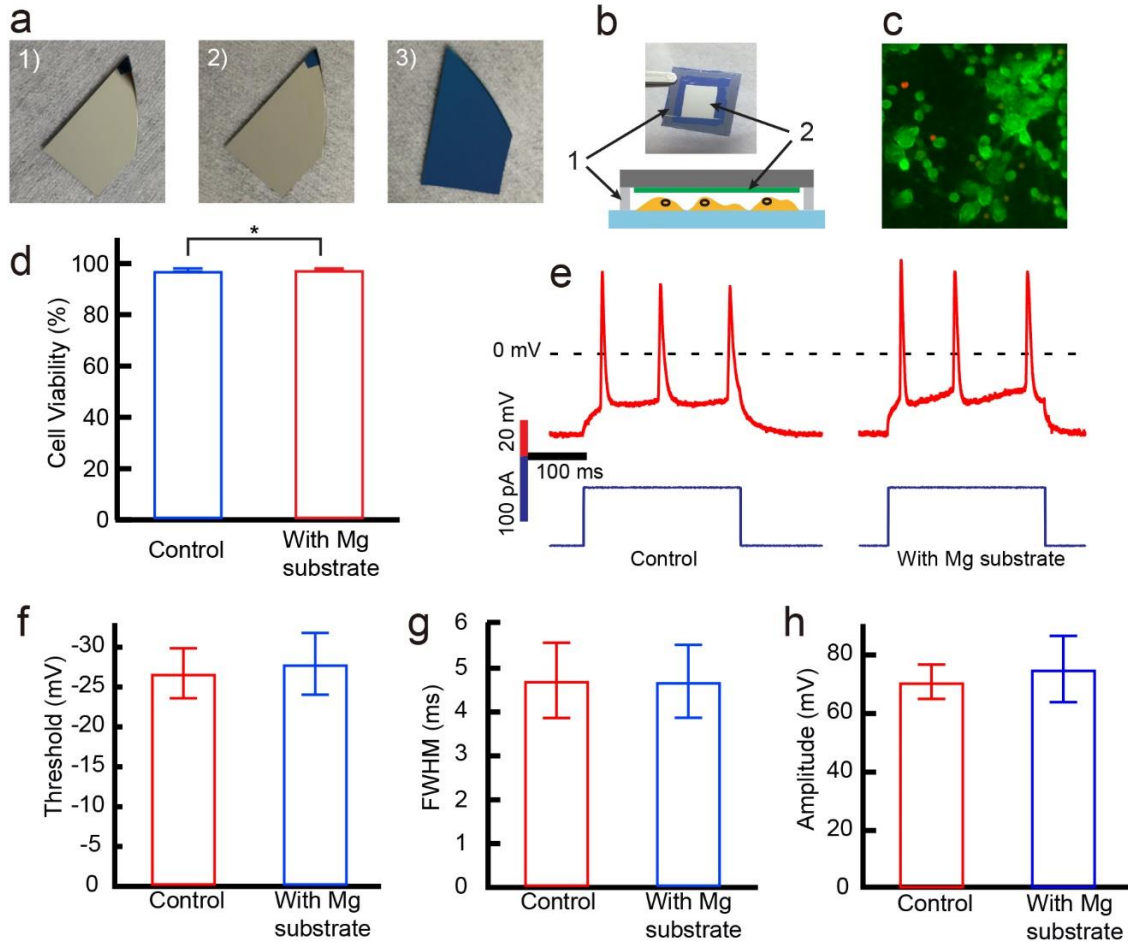 a
1)
2)
3)
b
1
2
c
d
Cell Viability (%)
100
80
60
40
20
0
*
Control
With Mg
substrate
e
0 mV
20 mV
100 pA
100 ms
Control
With Mg substrate
f
Threshold (mV)
-30
-25
-20
-15
-10
-5
0
Control
With Mg
substrate
g
FWHM (ms)
6
5
4
3
2
1
0
Control
With Mg
substrate
h
Amplitude (mV)
80
60
40
20
0
Control
With Mg
substrate